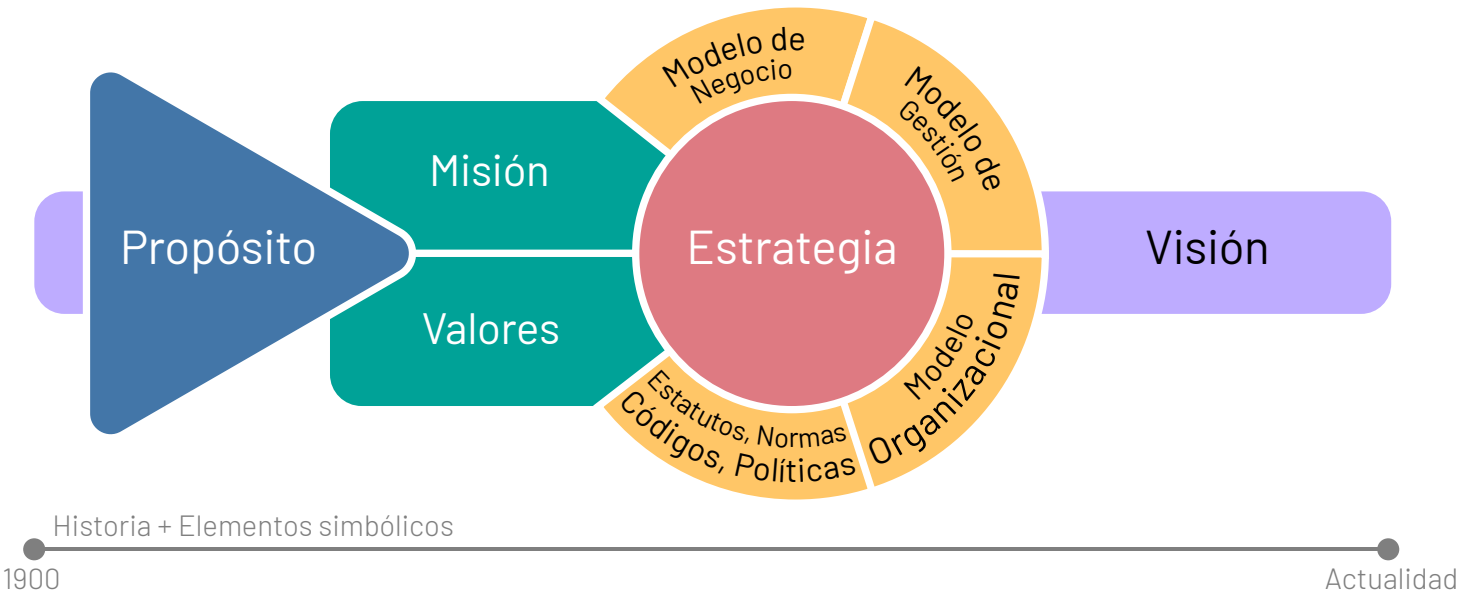 Propósito
Misión
Valores
Estrategia
Modelo de
Negocio
Modelo de
Gestión
Modelo
Organizacional
Estatutos, Normas
Códigos, Políticas
Visión
Historia + Elementos simbólicos
1900
Actualidad